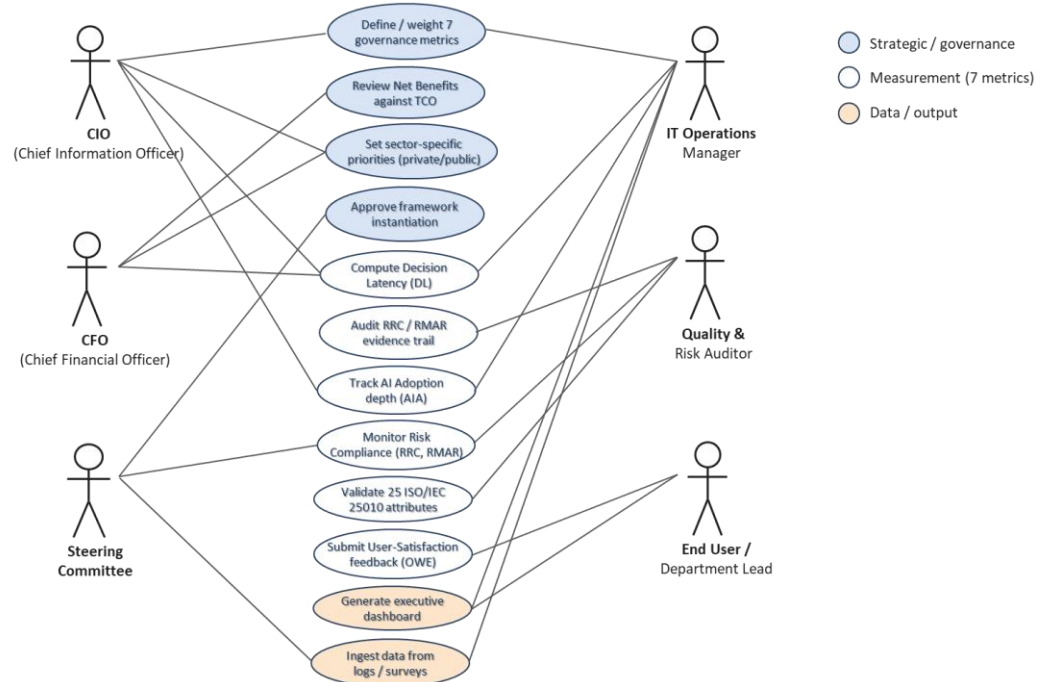 Define / weight 7
governance metrics
Review Net Benefits
against TCO
Set sector-specific
priorities (private/public)
Approve framework
instantiation
Compute Decision
Latency (DL)
Audit RRC / RMAR
evidence trail
Track AI Adoption
depth (AIA)
Monitor Risk
Compliance (RRC, RMAR)
Validate 25 ISO/IEC
25010 attributes
Submit User-Satisfaction
feedback (OWE)
Generate executive
dashboard
Ingest data from
logs / surveys
CIO
(Chief Information Officer)
CFO
(Chief Financial Officer)
Steering
Committee
IT Operations
Manager
Quality &
Risk Auditor
End User /
Department Lead
Strategic / governance
Measurement (7 metrics)
Data / output